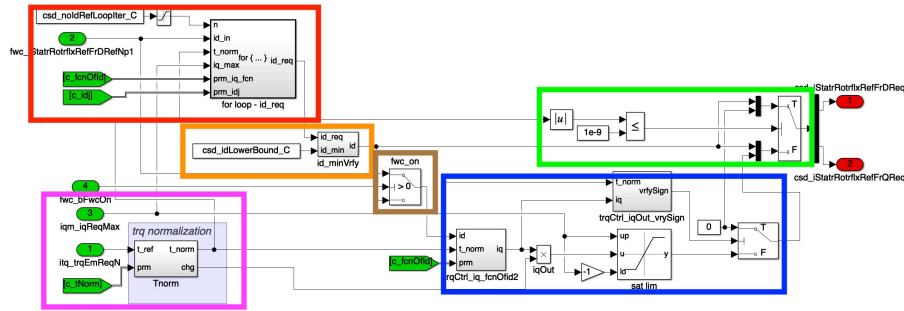 csd_noIdRefLoopIter_C
n
2
id_in
fwc_iStatrRotrflxRefFrDRefNp1
t_norm
for { ... }
id_req
iq_max
[c_fcnOfId]
prm_iq_fcn
[c_idj]
prm_idj
for loop - id_req
csd_iStatrRotrflxRefFrDReq
|u|
≤
T
1
1e-9
F
id_req
id
csd_idLowerBound_C
id_min
id_minVrfy
2
csd_iStatrRotrflxRefFrQReq
fwc_on
> 0
4
fwc_bFwcOn
3
iqm_iqReqMax
t_norm
vrfySign
iq
trqCtrl_iqOut_vrySign
0
T
F
trq normalization
1
t_ref
t_norm
itq_trqEmReqN
prm
chg
[c_tNorm]
Tnorm
id
t_norm
iq
[c_fcnOfId]
prm
trqCtrl_iq_fcnOfid2
×
iqOut
up
u
y
-1
lo
sat lim